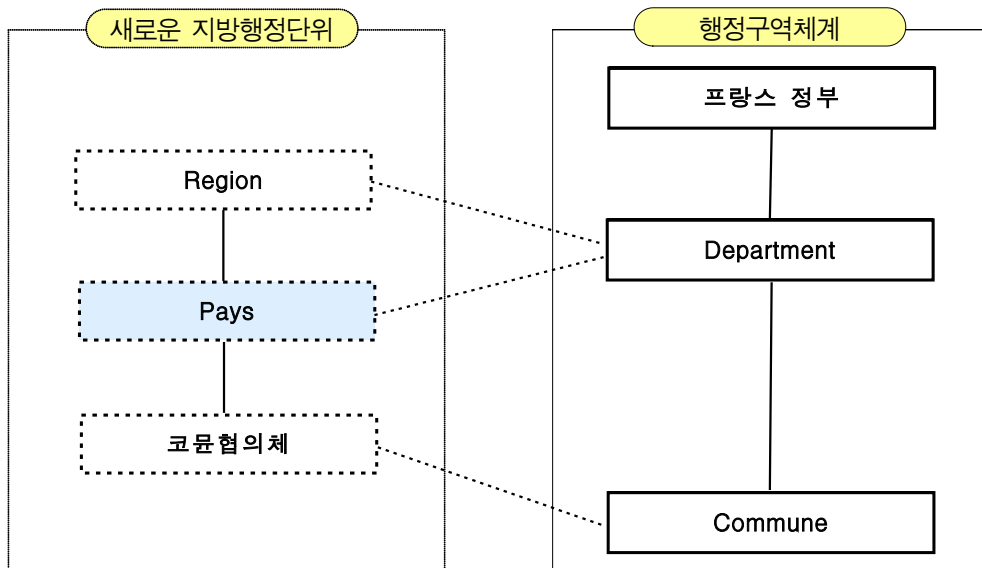 새로운 지방행정단위
행정구역체계
프랑스 정부
Region
Department
Pays
코뮨협의체
Commune